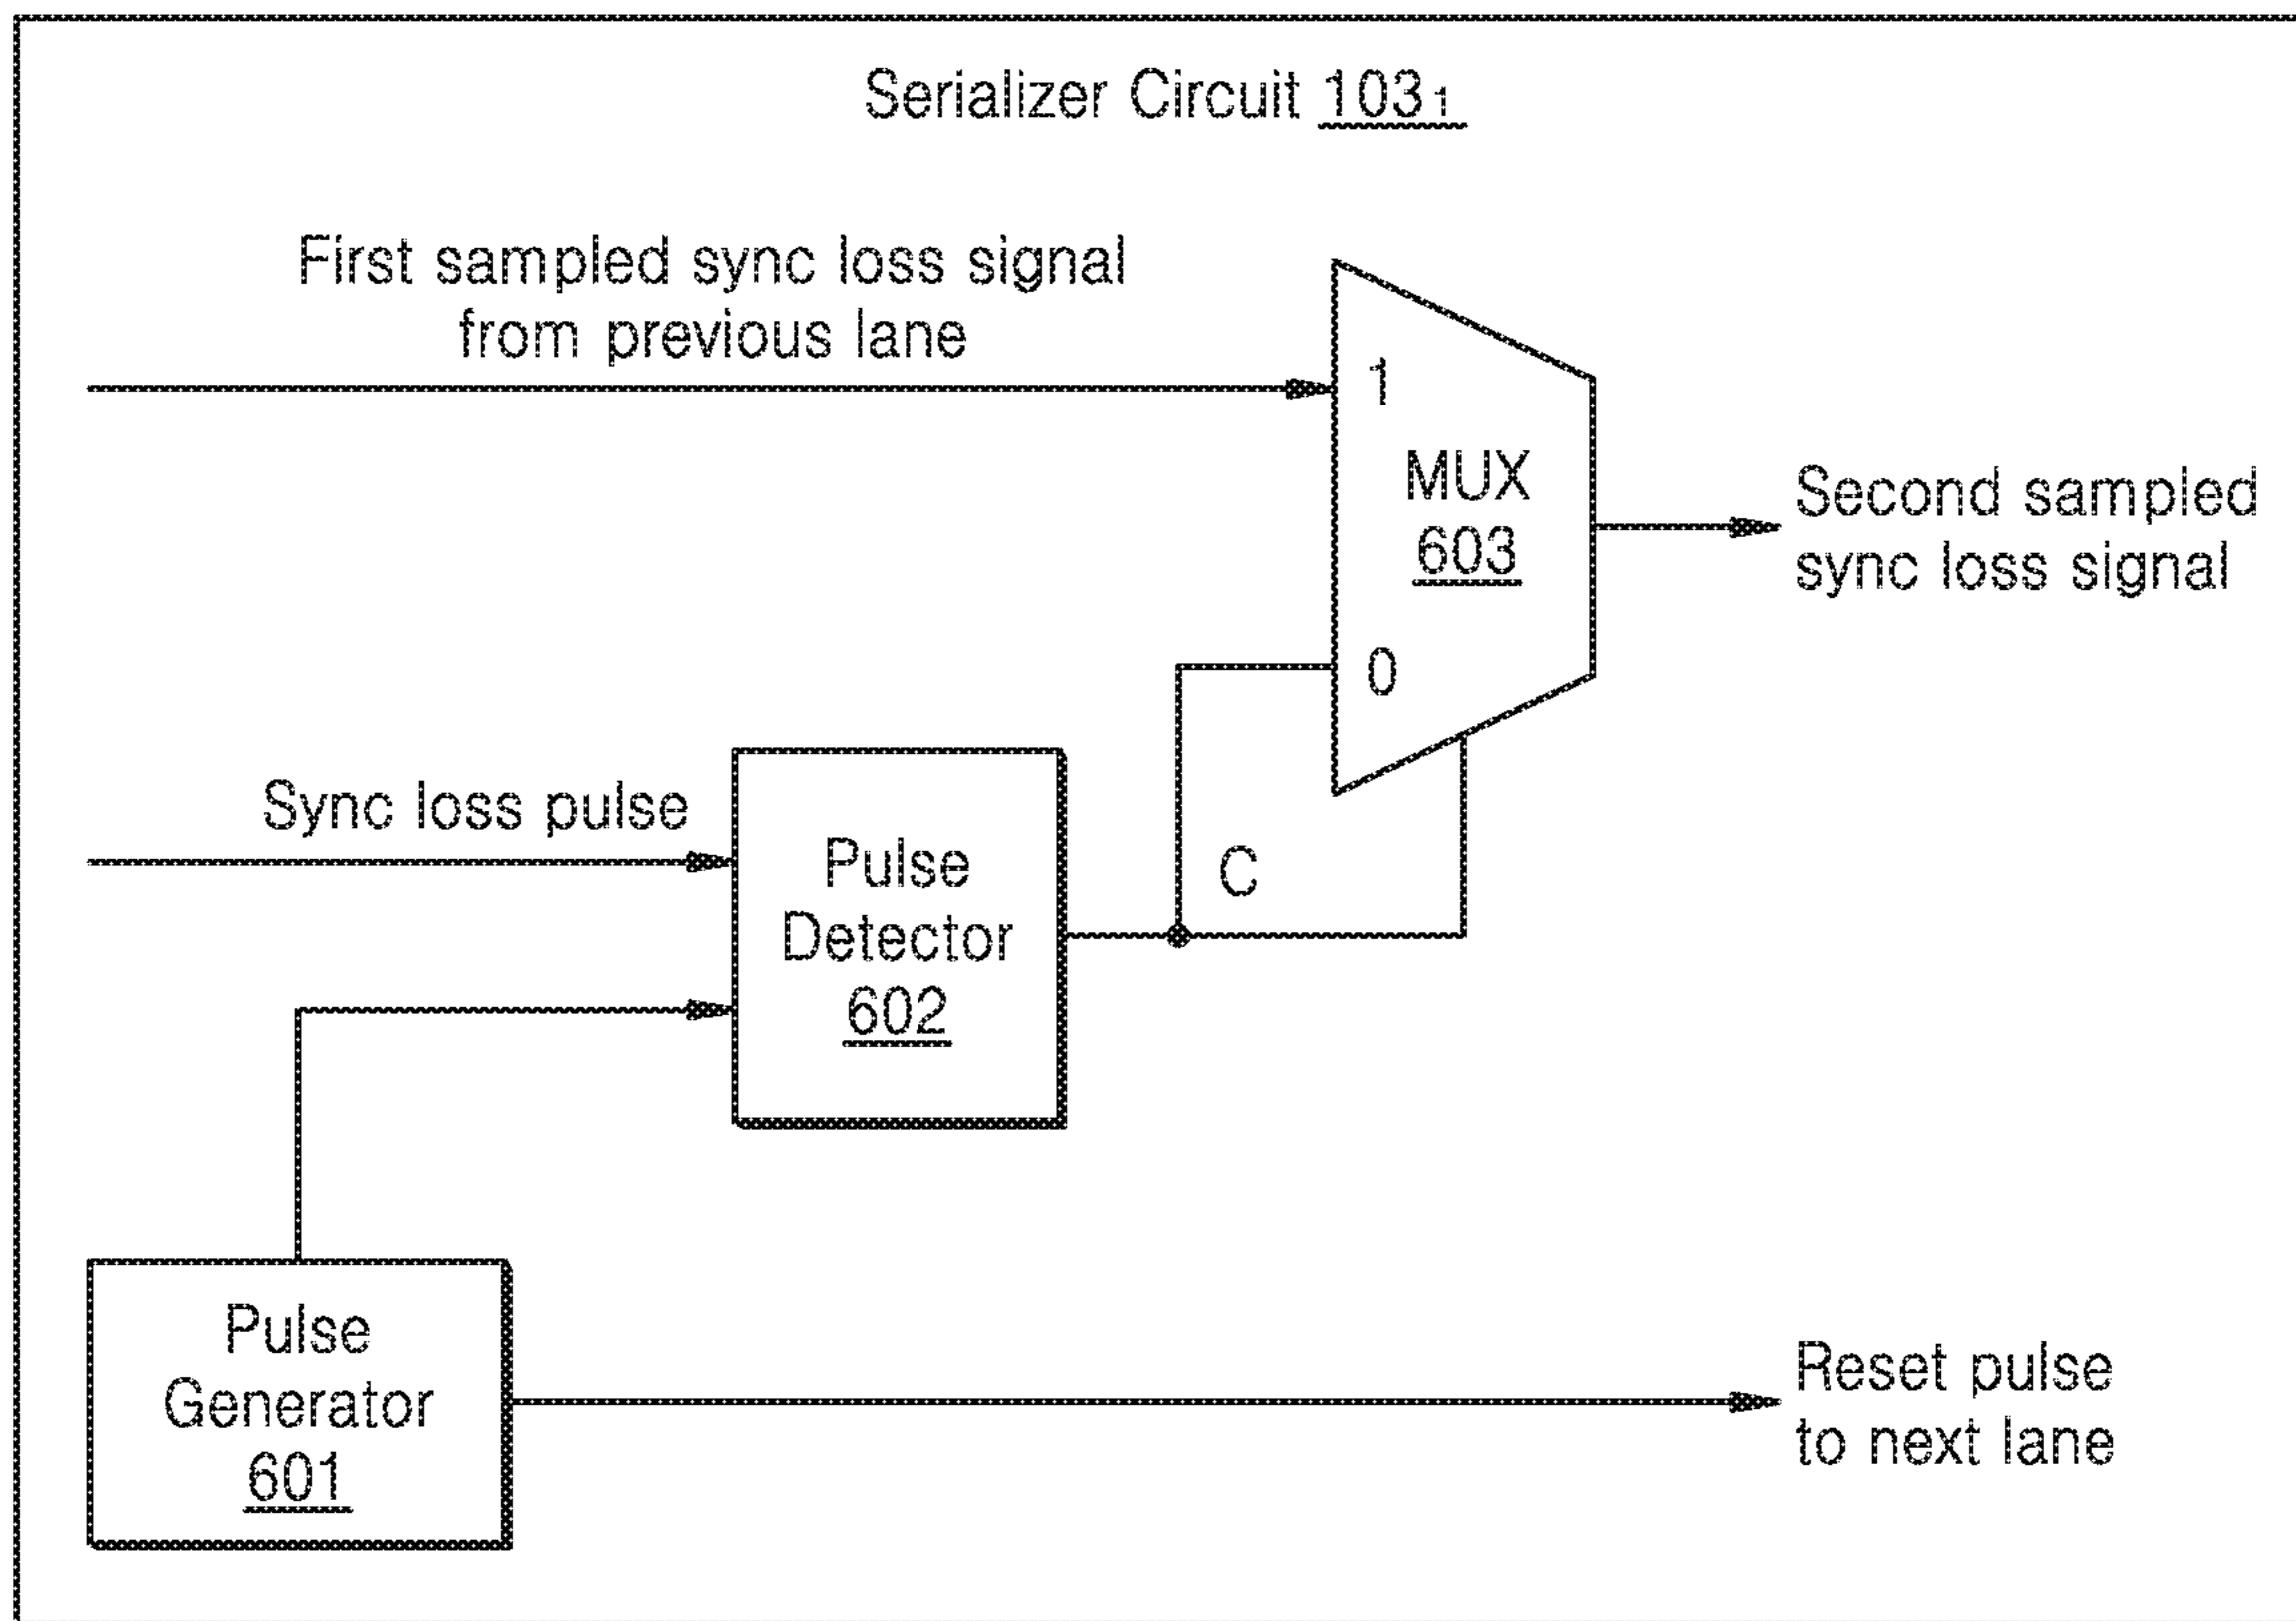 Serializer Circuit 103₁
First sampled sync loss signal
from previous lane
1
MUX
603
0
Second sampled
sync loss signal
Sync loss pulse
Pulse
Detector
602
C
Pulse
Generator
601
Reset pulse
to next lane